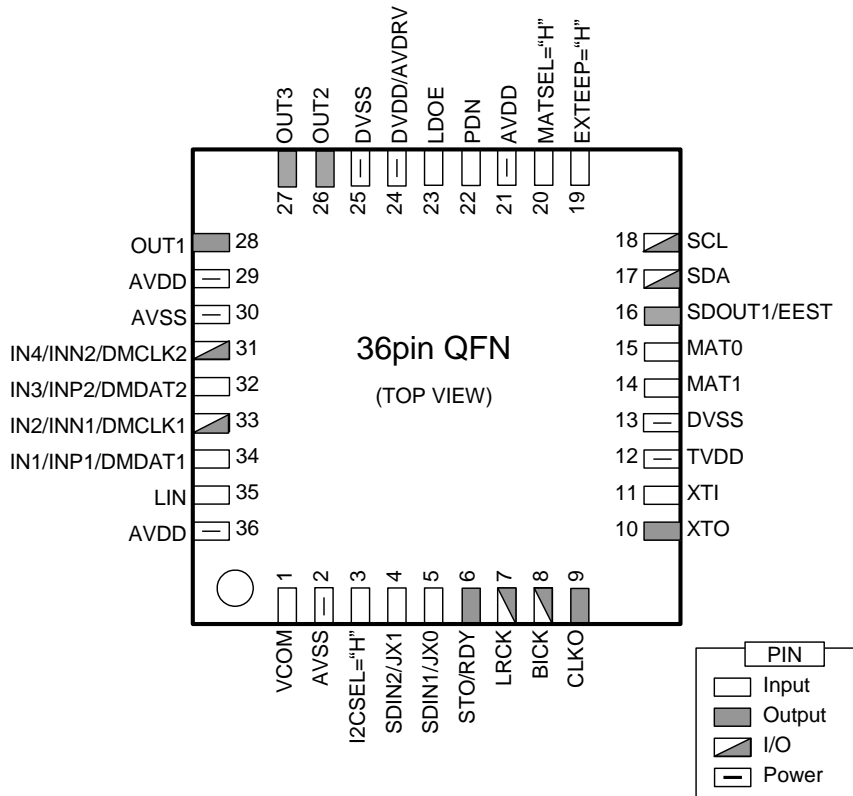 OUT3
OUT2
DVSS
DVDD/AVDRV
LDOE
PDN
AVDD
MATSEL=“H”
EXTEEP=“H”
27
26
25
24
23
22
21
20
19
OUT1 28
AVDD 29
AVSS 30
IN4/INN2/DMCLK2 31
IN3/INP2/DMDAT2 32
IN2/INN1/DMCLK1 33
IN1/INP1/DMDAT1 34
LIN 35
AVDD 36
36pin QFN
(TOP VIEW)
18 SCL
17 SDA
16 SDOUT1/EEST
15 MAT0
14 MAT1
13 DVSS
12 TVDD
11 XTI
10 XTO
1
2
3
4
5
6
7
8
9
VCOM
AVSS
I2CSEL=“H”
SDIN2/JX1
SDIN1/JX0
STO/RDY
LRCK
BICK
CLKO
PIN
Input
Output
I/O
Power